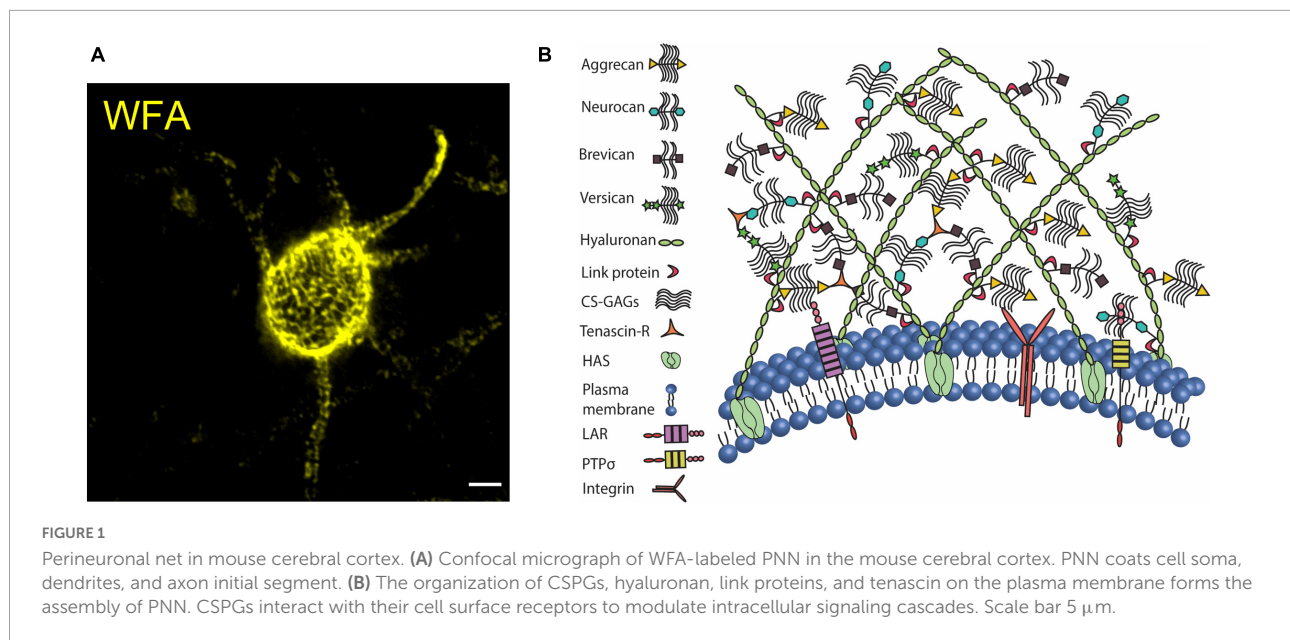 A
WFA
B
Aggrecan
Neurocan
Brevican
Versican
Hyaluronan
Link protein
CS-GAGs
Tenascin-R
HAS
Plasma
membrane
LAR
PTPσ
Integrin
FIGURE 1
Perineuronal net in mouse cerebral cortex. (A) Confocal micrograph of WFA-labeled PNN in the mouse cerebral cortex. PNN coats cell soma,
dendrites, and axon initial segment. (B) The organization of CSPGs, hyaluronan, link proteins, and tenascin on the plasma membrane forms the
assembly of PNN. CSPGs interact with their cell surface receptors to modulate intracellular signaling cascades. Scale bar 5 μm.